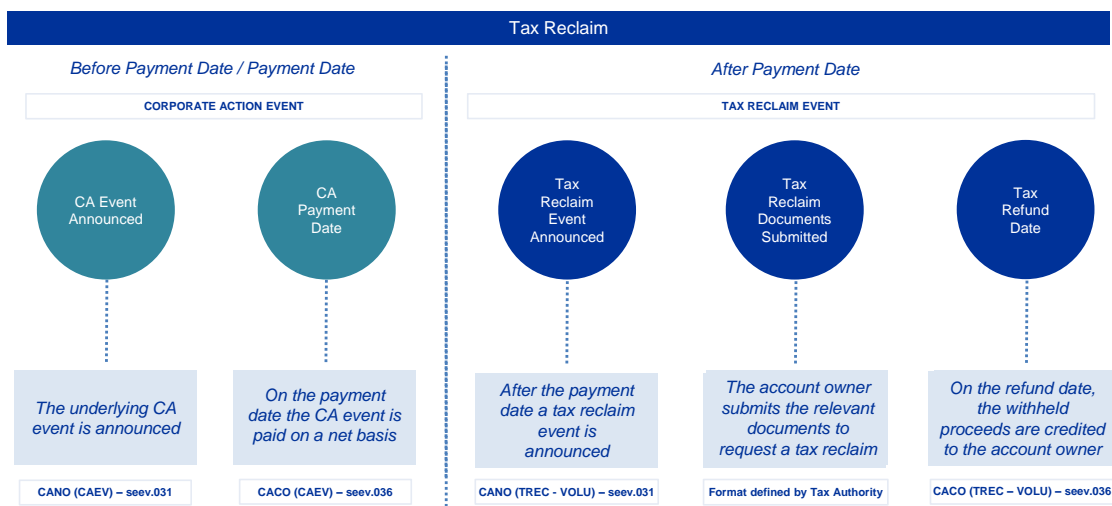 Tax Reclaim
Before Payment Date / Payment Date
After Payment Date
CORPORATE ACTION EVENT
TAX RECLAIM EVENT
CA Event
Announced
CA
Payment
Date
Tax
Reclaim
Event
Announced
Tax
Reclaim
Documents
Submitted
Tax
Refund
Date
The underlying CA
event is announced
On the payment
date the CA event is
paid on a net basis
After the payment
date a tax reclaim
event is
announced
The account owner
submits the relevant
documents to
request a tax reclaim
On the refund date,
the withheld
proceeds are credited
to the account owner
CANO (CAEV) – seev.031
CACO (CAEV) – seev.036
CANO (TREC - VOLU) – seev.031
Format defined by Tax Authority
CACO (TREC – VOLU) – seev.036